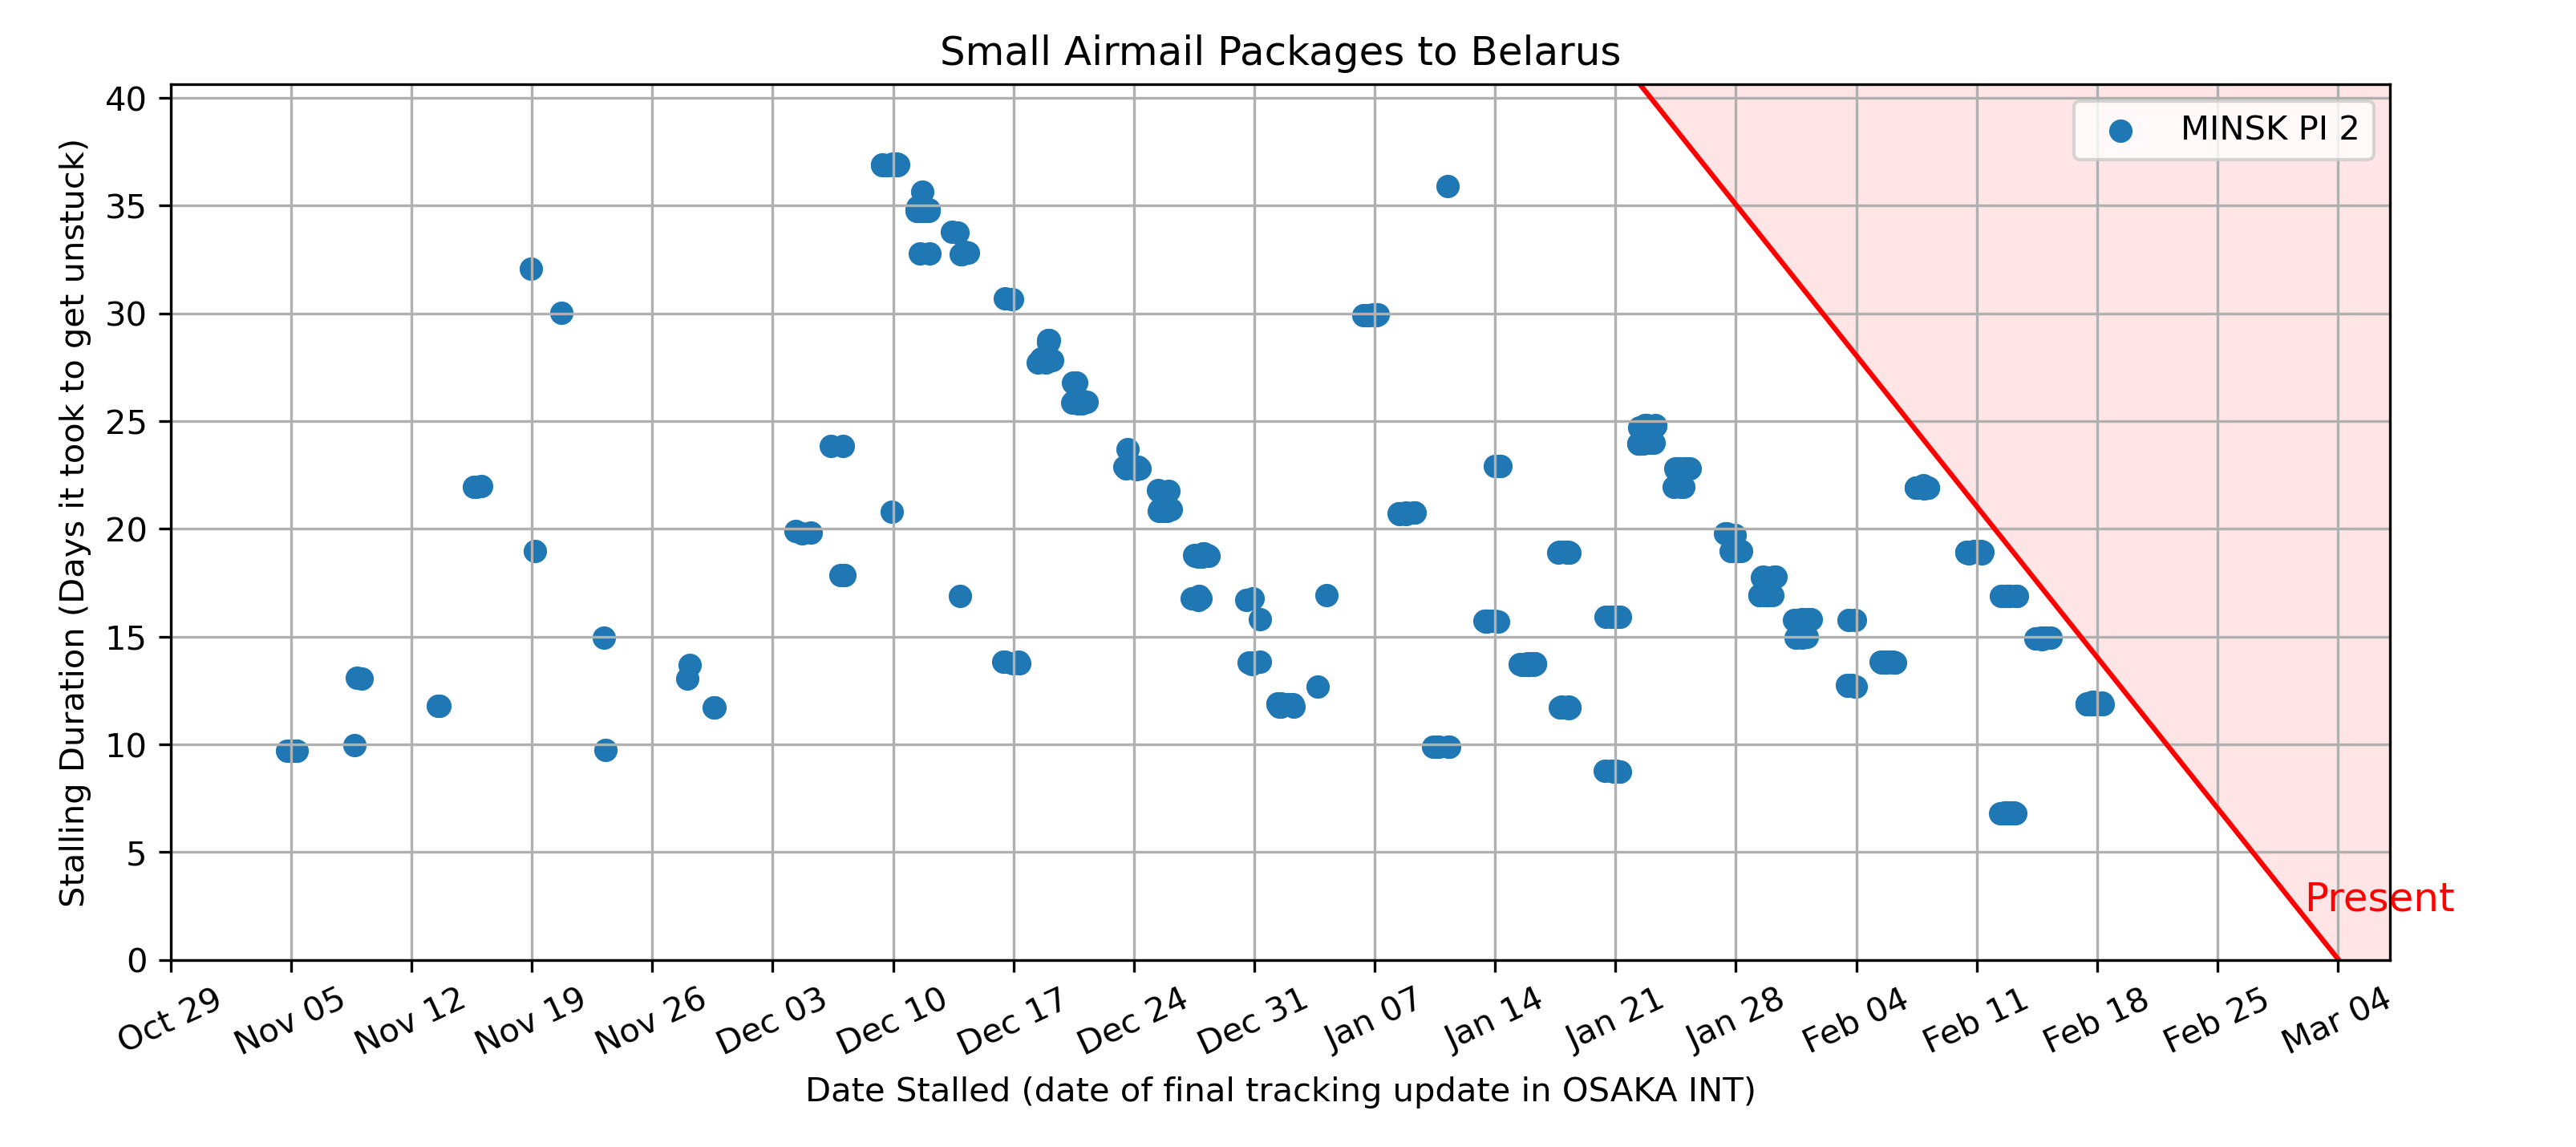 Small Airmail Packages to Belarus
MINSK PI 2
Stalling Duration (Days it took to get unstuck)
40
35
30
25
20
15
10
5
0
Present
Oct 29
Nov 05
Nov 12
Nov 19
Nov 26
Dec 03
Dec 10
Dec 17
Dec 24
Dec 31
Jan 07
Jan 14
Jan 21
Jan 28
Feb 04
Feb 11
Feb 18
Feb 25
Mar 04
Date Stalled (date of final tracking update in OSAKA INT)